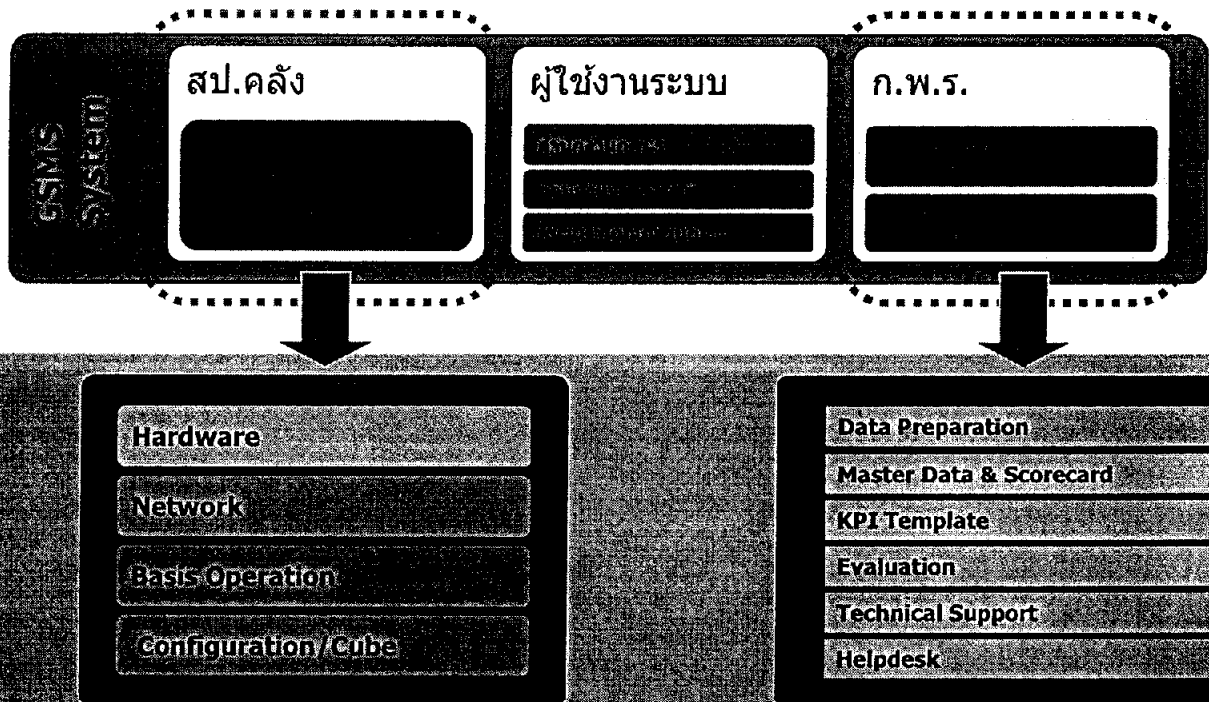 GSMS
System
สป.คลัง
ผู้ใช้งานระบบ
ก.พ.ร.
Hardware
Network
Basis Operation
Configuration/Cube
Data Preparation
Master Data & Scorecard
KPI Template
Evaluation
Technical Support
Helpdesk